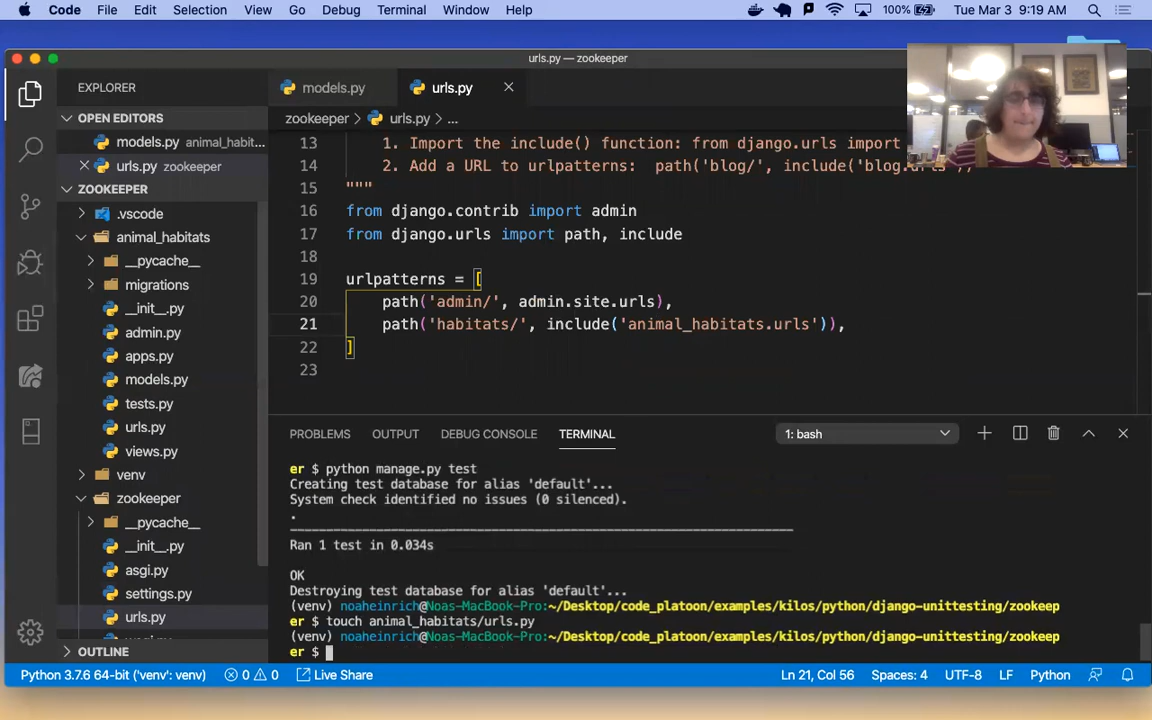 Code File Edit Selection View Go Debug Terminal Window Help 100% Tue Mar 3 9:19 AM
urls.py — zookeeper
EXPLORER
models.py
urls.py
OPEN EDITORS
zookeeper > urls.py > ...
models.py animal_habit...
13 1. Import the include() function: from django.urls import
urls.py zookeeper
14 2. Add a URL to urlpatterns: path('blog/', include('blog.urls'))
ZOOKEEPER
15 """
.vscode
16 from django.contrib import admin
animal_habitats
17 from django.urls import path, include
__pycache__
18
migrations
19 urlpatterns = [
__init__.py
20 path('admin/', admin.site.urls),
admin.py
21 path('habitats/', include('animal_habitats.urls')),
apps.py
22 ]
models.py
23
tests.py
urls.py
views.py
venv
zookeeper
__pycache__
__init__.py
asgi.py
settings.py
urls.py
OUTLINE
PROBLEMS OUTPUT DEBUG CONSOLE TERMINAL 1: bash
er $ python manage.py test
Creating test database for alias 'default'...
System check identified no issues (0 silenced).
.
----------------------------------------------------------------------
Ran 1 test in 0.034s
OK
Destroying test database for alias 'default'...
(venv) noaheinrich@Noas-MacBook-Pro:~/Desktop/code_platoon/examples/kilos/python/django-unittesting/zookeep
er $ touch animal_habitats/urls.py
(venv) noaheinrich@Noas-MacBook-Pro:~/Desktop/code_platoon/examples/kilos/python/django-unittesting/zookeep
er $
Python 3.7.6 64-bit ('venv': venv) 0 0 Live Share Ln 21, Col 56 Spaces: 4 UTF-8 LF Python